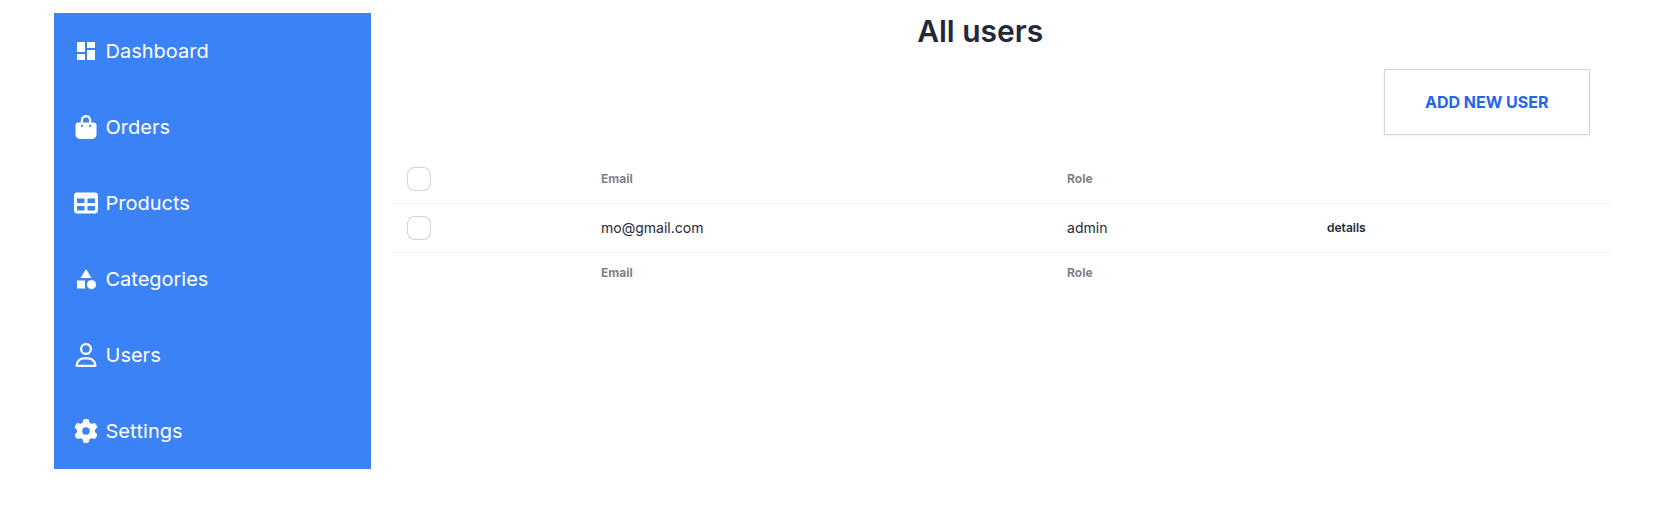 Dashboard
Orders
Products
Categories
Users
Settings
All users
ADD NEW USER
Email Role
mo@gmail.com admin details
Email Role